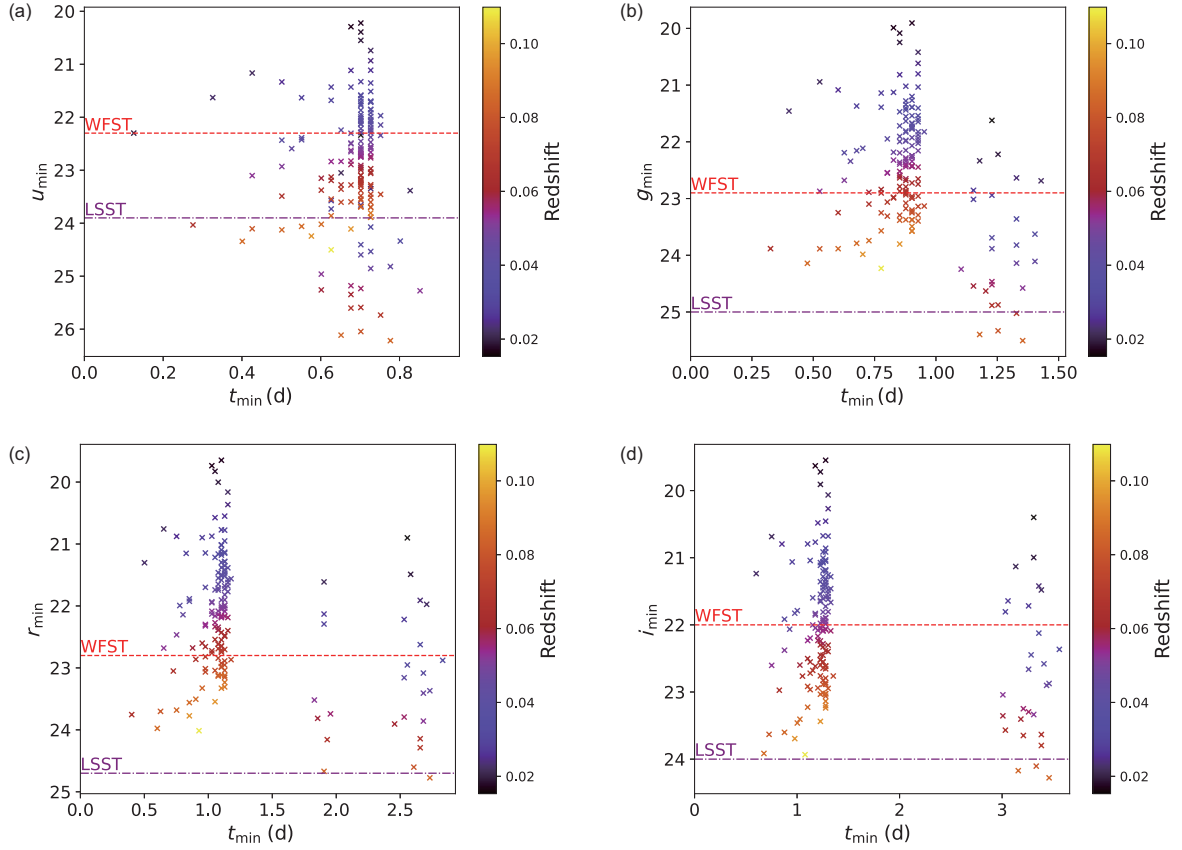 (a)
20
21
22
23
24
25
26
u_min
WFST
LSST
0.0
0.2
0.4
0.6
0.8
t_min (d)
0.10
0.08
0.06
0.04
0.02
Redshift
(b)
20
21
22
23
24
25
g_min
WFST
LSST
0.00
0.25
0.50
0.75
1.00
1.25
1.50
t_min (d)
0.10
0.08
0.06
0.04
0.02
Redshift
(c)
20
21
22
23
24
25
r_min
WFST
LSST
0.0
0.5
1.0
1.5
2.0
2.5
t_min (d)
0.10
0.08
0.06
0.04
0.02
Redshift
(d)
20
21
22
23
24
i_min
WFST
LSST
0
1
2
3
t_min (d)
0.10
0.08
0.06
0.04
0.02
Redshift